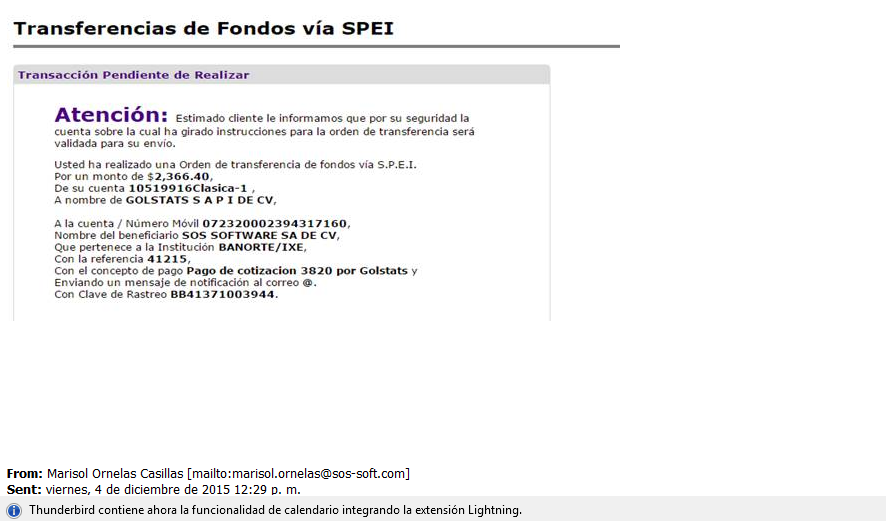 Transferencias de Fondos vía SPEI
Transacción Pendiente de Realizar
Atención: Estimado cliente le informamos que por su seguridad la
cuenta sobre la cual ha girado instrucciones para la orden de transferencia será
validada para su envío.
Usted ha realizado una Orden de transferencia de fondos vía S.P.E.I.
Por un monto de $2,366.40,
De su cuenta 10519916Clasica-1 ,
A nombre de GOLSTATS S A P I DE CV,
A la cuenta / Número Móvil 072320002394317160,
Nombre del beneficiario SOS SOFTWARE SA DE CV,
Que pertenece a la Institución BANORTE/IXE,
Con la referencia 41215,
Con el concepto de pago Pago de cotizacion 3820 por Golstats y
Enviando un mensaje de notificación al correo @.
Con Clave de Rastreo BB41371003944.
From: Marisol Ornelas Casillas [mailto:marisol.ornelas@sos-soft.com]
Sent: viernes, 4 de diciembre de 2015 12:29 p. m.
Thunderbird contiene ahora la funcionalidad de calendario integrando la extensión Lightning.